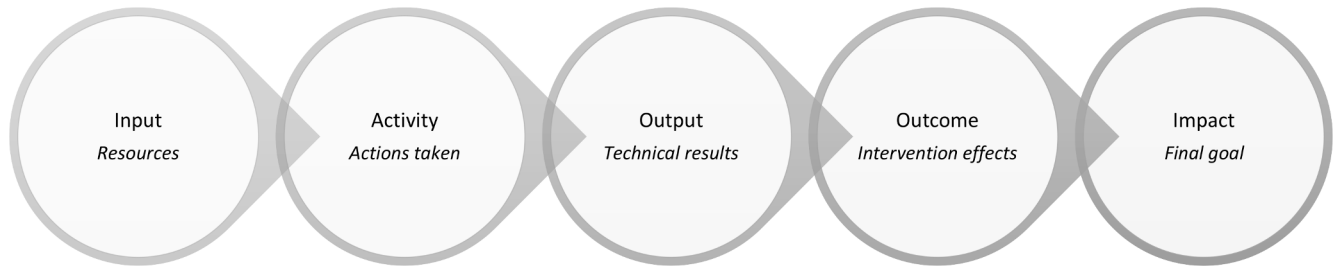 Input
Resources
Activity
Actions taken
Output
Technical results
Outcome
Intervention effects
Impact
Final goal